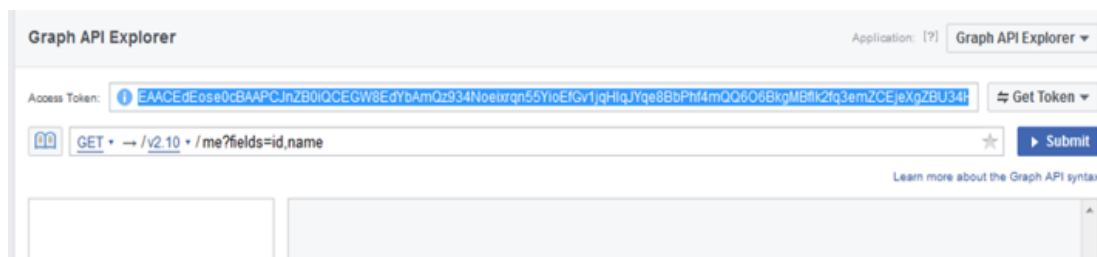 Graph API Explorer Application: [?] Graph API Explorer
Access Token: Get Token
GET → / v2.10 / me?fields=id,name Submit
Learn more about the Graph API syntax